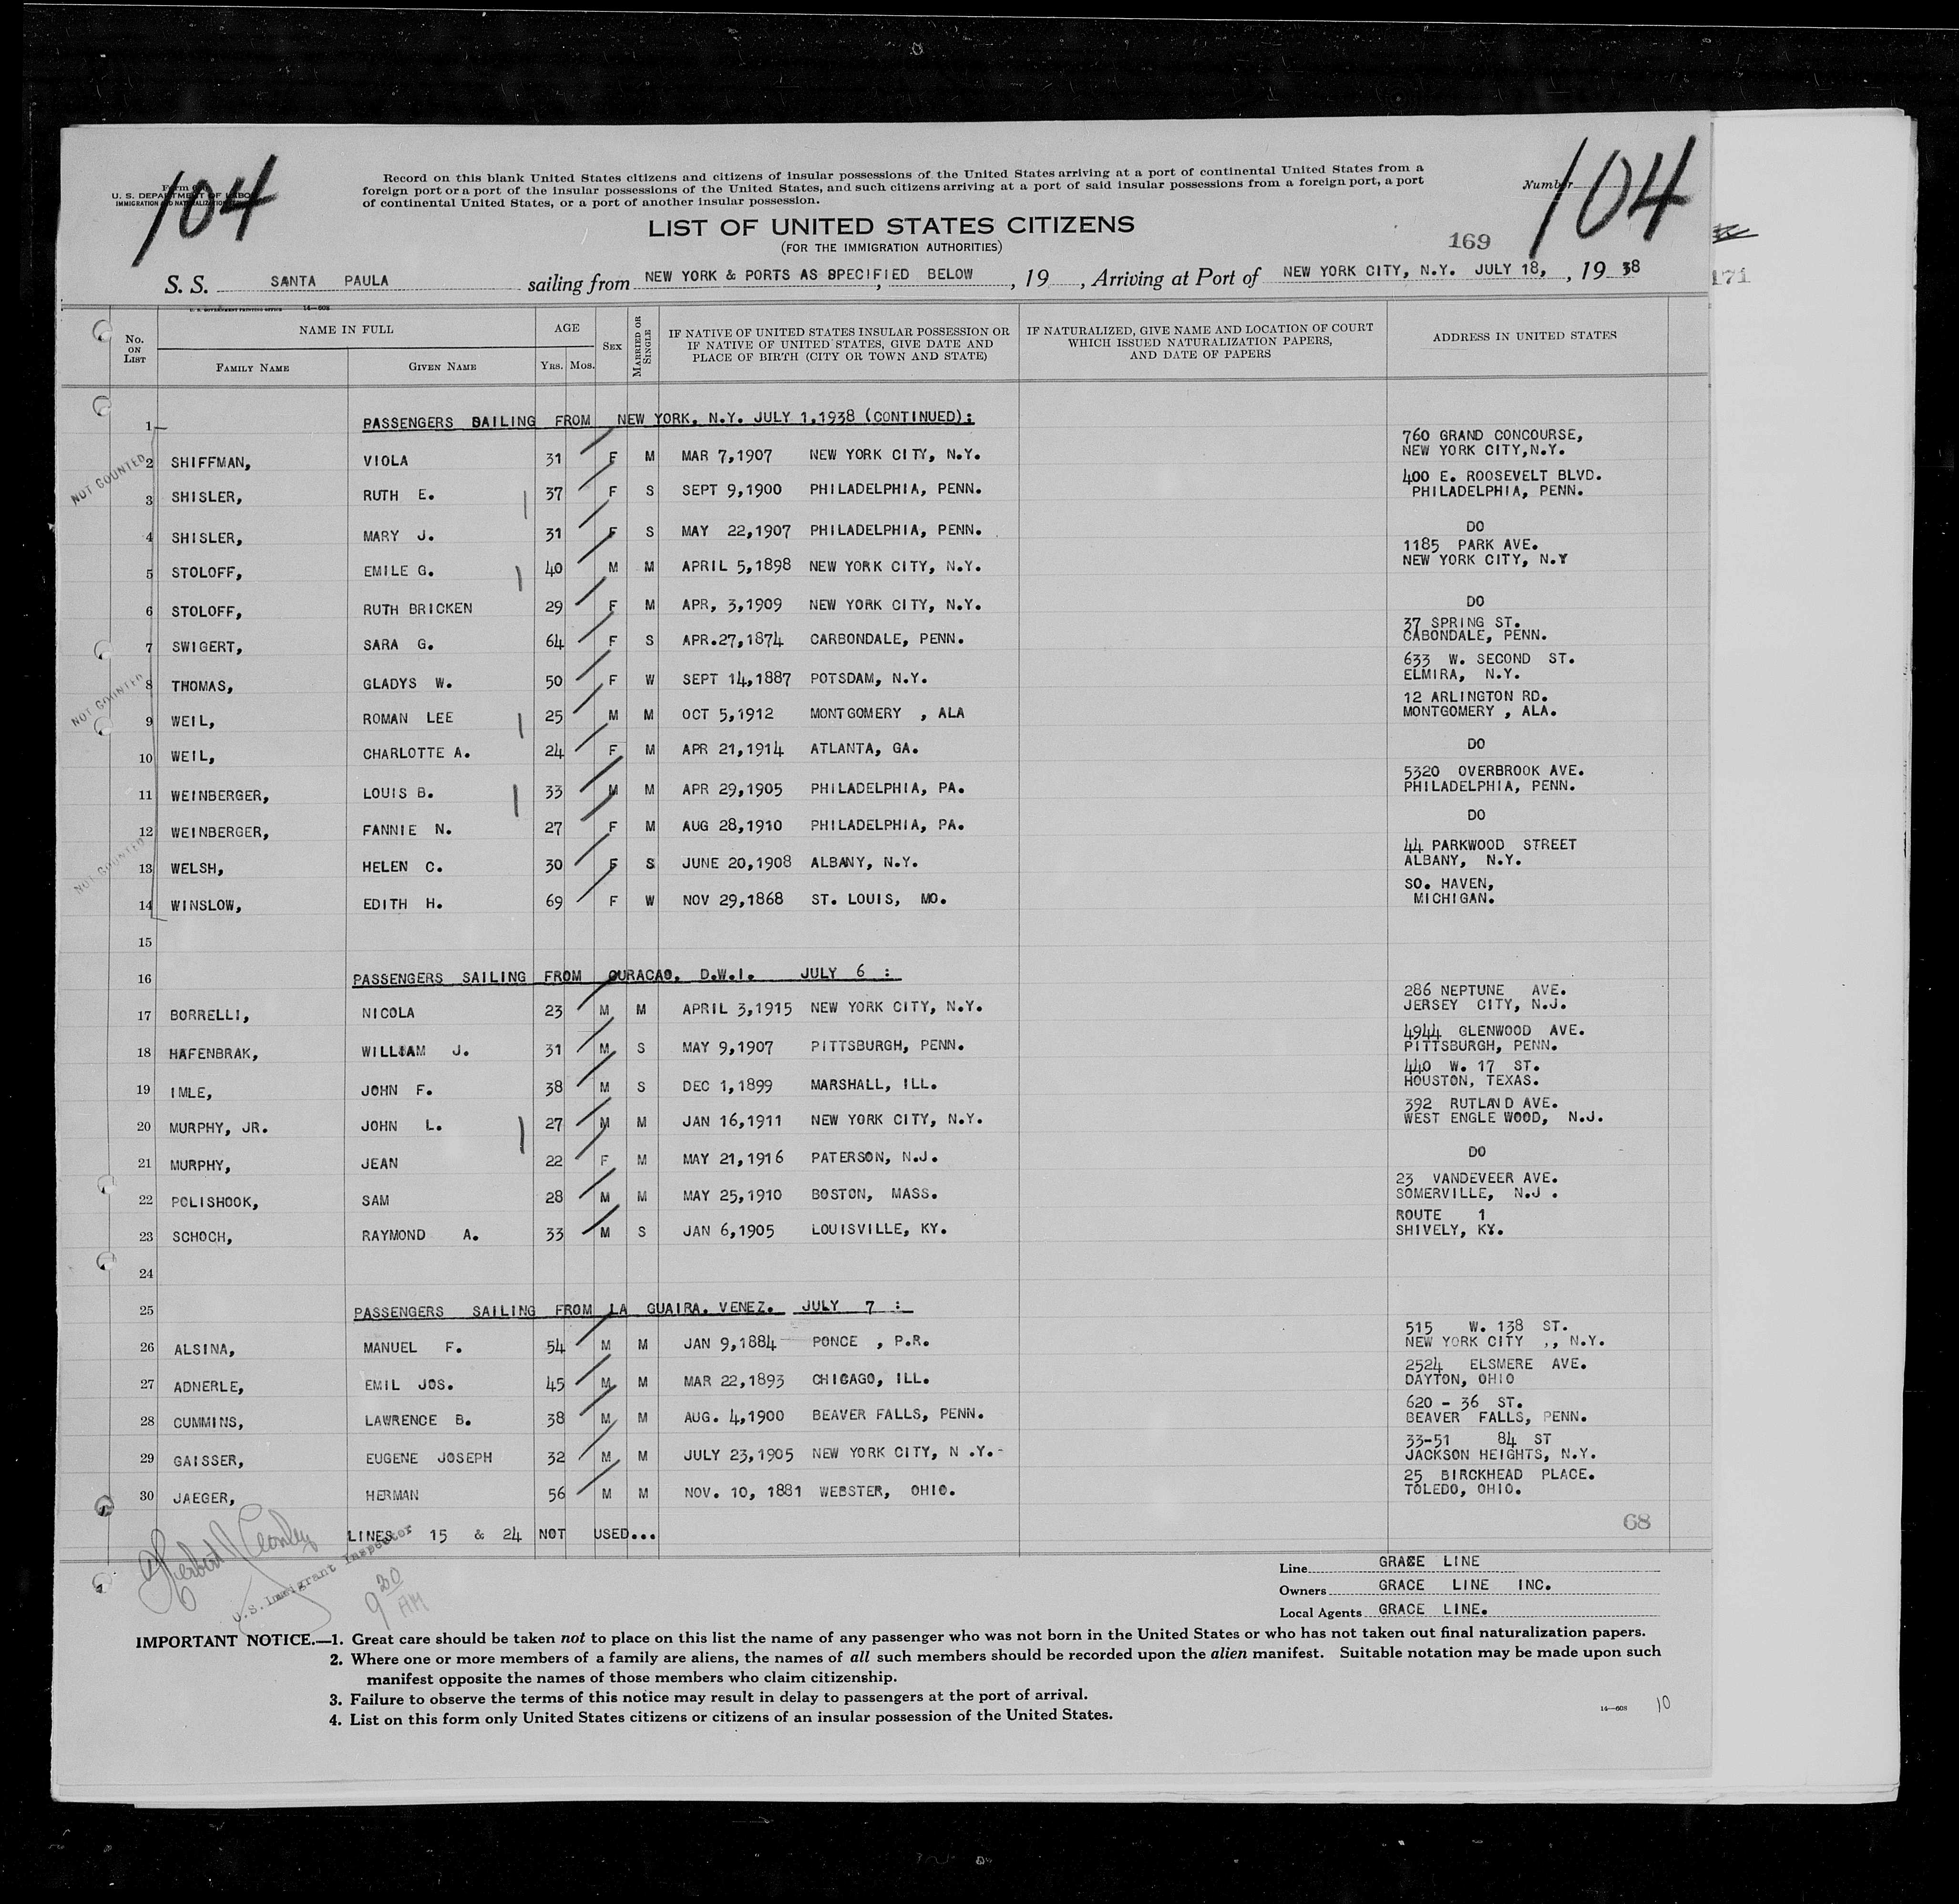 104
104
Form 630
U. S. DEPARTMENT OF LABOR
IMMIGRATION AND NATURALIZATION
Record on this blank United States citizens and citizens of insular possessions of the United States arriving at a port of continental United States from a
foreign port or a port of the insular possessions of the United States, and such citizens arriving at a port of said insular possessions from a foreign port, a port
of continental United States, or a port of another insular possession.
Number
LIST OF UNITED STATES CITIZENS
(FOR THE IMMIGRATION AUTHORITIES)
169
171
S. S. SANTA PAULA sailing from NEW YORK & PORTS AS SPECIFIED BELOW, 19 , Arriving at Port of NEW YORK CITY, N.Y. JULY 18, , 19 38
U. S. GOVERNMENT PRINTING OFFICE 14—608
No. ON LIST
NAME IN FULL
FAMILY NAME
GIVEN NAME
AGE
YRS. MOS.
SEX
MARRIED OR SINGLE
IF NATIVE OF UNITED STATES INSULAR POSSESSION OR
IF NATIVE OF UNITED STATES, GIVE DATE AND
PLACE OF BIRTH (CITY OR TOWN AND STATE)
IF NATURALIZED, GIVE NAME AND LOCATION OF COURT
WHICH ISSUED NATURALIZATION PAPERS,
AND DATE OF PAPERS
ADDRESS IN UNITED STATES
1 PASSENGERS SAILING FROM NEW YORK, N.Y. JULY 1,1938 (CONTINUED):
760 GRAND CONCOURSE,
2 SHIFFMAN, VIOLA 31 F M MAR 7,1907 NEW YORK CITY, N.Y. NEW YORK CITY,N.Y.
NOT COUNTED
400 E. ROOSEVELT BLVD.
3 SHISLER, RUTH E. 37 F S SEPT 9,1900 PHILADELPHIA, PENN. PHILADELPHIA, PENN.
4 SHISLER, MARY J. 31 F S MAY 22,1907 PHILADELPHIA, PENN. DO
1185 PARK AVE.
5 STOLOFF, EMILE G. 40 M M APRIL 5,1898 NEW YORK CITY, N.Y. NEW YORK CITY, N.Y
6 STOLOFF, RUTH BRICKEN 29 F M APR, 3,1909 NEW YORK CITY, N.Y. DO
37 SPRING ST.
7 SWIGERT, SARA G. 64 F S APR.27,1874 CARBONDALE, PENN. CABONDALE, PENN.
633 W. SECOND ST.
8 THOMAS, GLADYS W. 50 F W SEPT 14,1887 POTSDAM, N.Y. ELMIRA, N.Y.
NOT COUNTED
12 ARLINGTON RD.
9 WEIL, ROMAN LEE 25 M M OCT 5,1912 MONTGOMERY , ALA MONTGOMERY , ALA.
10 WEIL, CHARLOTTE A. 24 F M APR 21,1914 ATLANTA, GA. DO
5320 OVERBROOK AVE.
11 WEINBERGER, LOUIS B. 33 M M APR 29,1905 PHILADELPHIA, PA. PHILADELPHIA, PENN.
12 WEINBERGER, FANNIE N. 27 F M AUG 28,1910 PHILADELPHIA, PA. DO
NOT COUNTED
44 PARKWOOD STREET
13 WELSH, HELEN C. 30 F S JUNE 20,1908 ALBANY, N.Y. ALBANY, N.Y.
SO. HAVEN,
14 WINSLOW, EDITH H. 69 F W NOV 29,1868 ST. LOUIS, MO. MICHIGAN.
15
16 PASSENGERS SAILING FROM CURACAO, D.W.I. JULY 6 :
286 NEPTUNE AVE.
17 BORRELLI, NICOLA 23 M M APRIL 3,1915 NEW YORK CITY, N.Y. JERSEY CITY, N.J.
4944 GLENWOOD AVE.
18 HAFENBRAK, WILLIAM J. 31 M S MAY 9,1907 PITTSBURGH, PENN. PITTSBURGH, PENN.
440 W. 17 ST.
19 IMLE, JOHN F. 38 M S DEC 1,1899 MARSHALL, ILL. HOUSTON, TEXAS.
392 RUTLAND AVE.
20 MURPHY, JR. JOHN L. 27 M M JAN 16,1911 NEW YORK CITY, N.Y. WEST ENGLE WOOD, N.J.
21 MURPHY, JEAN 22 F M MAY 21,1916 PATERSON, N.J. DO
23 VANDEVEER AVE.
22 POLISHOOK, SAM 28 M M MAY 25,1910 BOSTON, MASS. SOMERVILLE, N.J .
ROUTE 1
23 SCHOCH, RAYMOND A. 33 M S JAN 6,1905 LOUISVILLE, KY. SHIVELY, KY.
24
25 PASSENGERS SAILING FROM LA GUAIRA. VENEZ. JULY 7 :
515 W. 138 ST.
26 ALSINA, MANUEL F. 54 M M JAN 9,1884 PONCE , P.R. NEW YORK CITY ,, N.Y.
2524 ELSMERE AVE.
27 ADNERLE, EMIL JOS. 45 M M MAR 22,1893 CHICAGO, ILL. DAYTON, OHIO
620 - 36 ST.
28 CUMMINS, LAWRENCE B. 38 M M AUG. 4,1900 BEAVER FALLS, PENN. BEAVER FALLS, PENN.
33-51 84 ST
29 GAISSER, EUGENE JOSEPH 32 M M JULY 23,1905 NEW YORK CITY, N .Y.- JACKSON HEIGHTS, N.Y.
25 BIRCKHEAD PLACE.
30 JAEGER, HERMAN 56 M M NOV. 10, 1881 WEBSTER, OHIO. TOLEDO, OHIO.
LINES 15 & 24 NOT USED...
68
U.S. Immigrant Inspector
9 30 AM
Line GRACE LINE
Owners GRACE LINE INC.
Local Agents GRACE LINE.
IMPORTANT NOTICE.—1. Great care should be taken not to place on this list the name of any passenger who was not born in the United States or who has not taken out final naturalization papers.
2. Where one or more members of a family are aliens, the names of all such members should be recorded upon the alien manifest. Suitable notation may be made upon such
manifest opposite the names of those members who claim citizenship.
3. Failure to observe the terms of this notice may result in delay to passengers at the port of arrival.
4. List on this form only United States citizens or citizens of an insular possession of the United States.
14—608
10